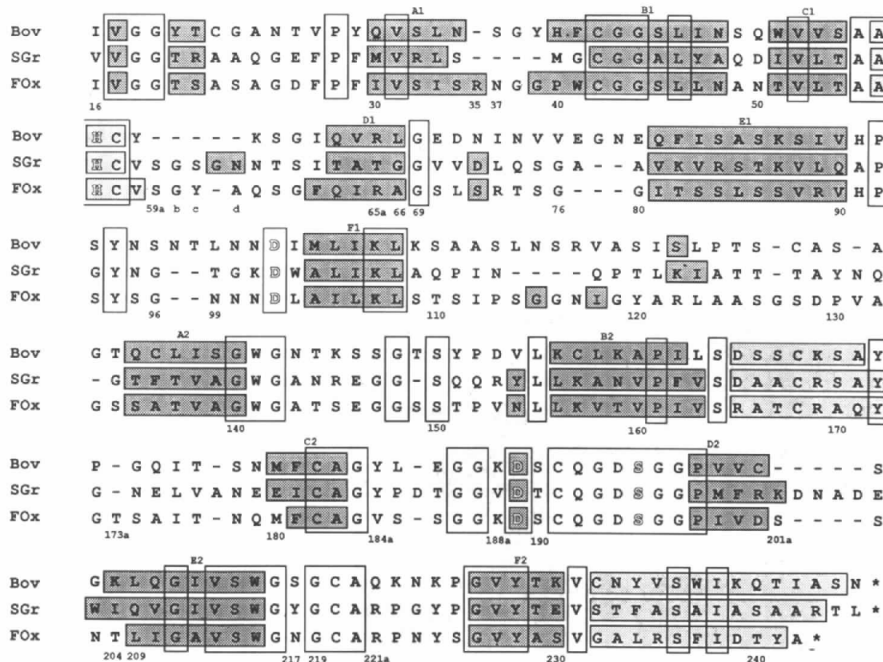 A1 B1 C1
Bov I V G G Y T C G A N T V P Y Q V S L N - S G Y H F C G G S L I N S Q W V V S A A
SGr V V G G T R A A Q G E F P F M V R L S - - - - M G C G G A L Y A Q D I V L T A A
FOx I V G G T S A S A G D F P F I V S I S R N G G P W C G G S L L N A N T V L T A A
16 30 35 37 40 50
D1 E1
Bov H C Y - - - - K S G I Q V R L G E D N I N V V E G N E Q F I S A S K S I V H P
SGr H C V S G S G N N T S I T A T G G V V D L Q S G A - - A V K V R S T K V L Q A P
FOx H C V S G Y - A Q S G F Q I R A G S L S R T S G - - G I T S S L S S V R V H P
59a b c d 65a 66 69 76 80 90
F1
Bov S Y N S N T L N N D I M L I K L K S A A S L N S R V A S I S L P T S - C A S - A
SGr G Y N G - - T G K D W A L I K L A Q P I N - - - Q P T L K I A T T - T A Y N Q
FOx S Y S G - - N N N D L A I L K L S T S I P S G G N I G Y A R L A A S G S D P V A
96 99 110 120 130
A2 B2
Bov G T Q C L I S G W G N T K S S G T S Y P D V L K C L K A P I L S D S S C K S A Y
SGr - G T F T V A G W G A N R E G G - S Q Q R Y L L K A N V P F V S D A A C R S A Y
FOx G S S A T V A G W G A T S E G G S S T P V N L L K V T V P I V S R A T C R A Q Y
140 150 160 170
C2 D2
Bov P - G Q I T - S N M F C A G Y L - E G G K D S C Q G D S G G P V V C - - - - - S
SGr G - N E L V A N E E I C A G Y P D T G G V D T C Q G D S G G P M F R K D N A D E
FOx G T S A I T - N Q M F C A G V S - S G G K D S C Q G D S G G P I V D S - - - - S
173a 180 184a 188a 190 201a
E2 F2
Bov G K L Q G I V S W G S G C A Q K N K P G V Y T K V C N Y V S W I K Q T I A S N *
SGr W I Q V G I V S W G Y G C A R P G Y P G V Y T E V S T F A S A I A S A A R T L *
FOx N T L I G A V S W G N G C A R P N Y S G V Y A S V G A L R S F I D T Y A *
204 209 217 219 221a 230 240